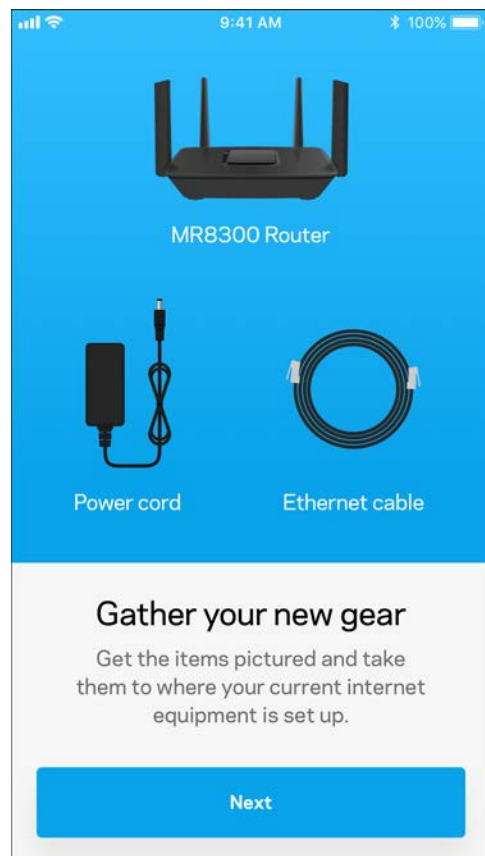 9:41 AM
100%
MR8300 Router
Power cord
Ethernet cable
Gather your new gear
Get the items pictured and take
them to where your current internet
equipment is set up.
Next